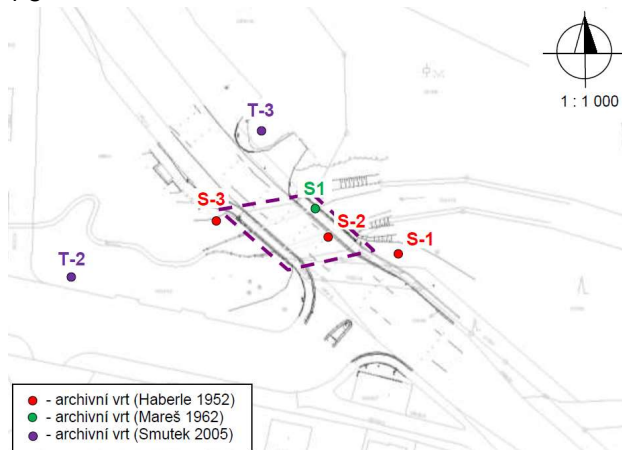 1 : 1 000
T-3
S1
S-3
S-2
S-1
T-2
- archivní vrt (Haberle 1952)
- archivní vrt (Mareš 1962)
- archivní vrt (Smutek 2005)